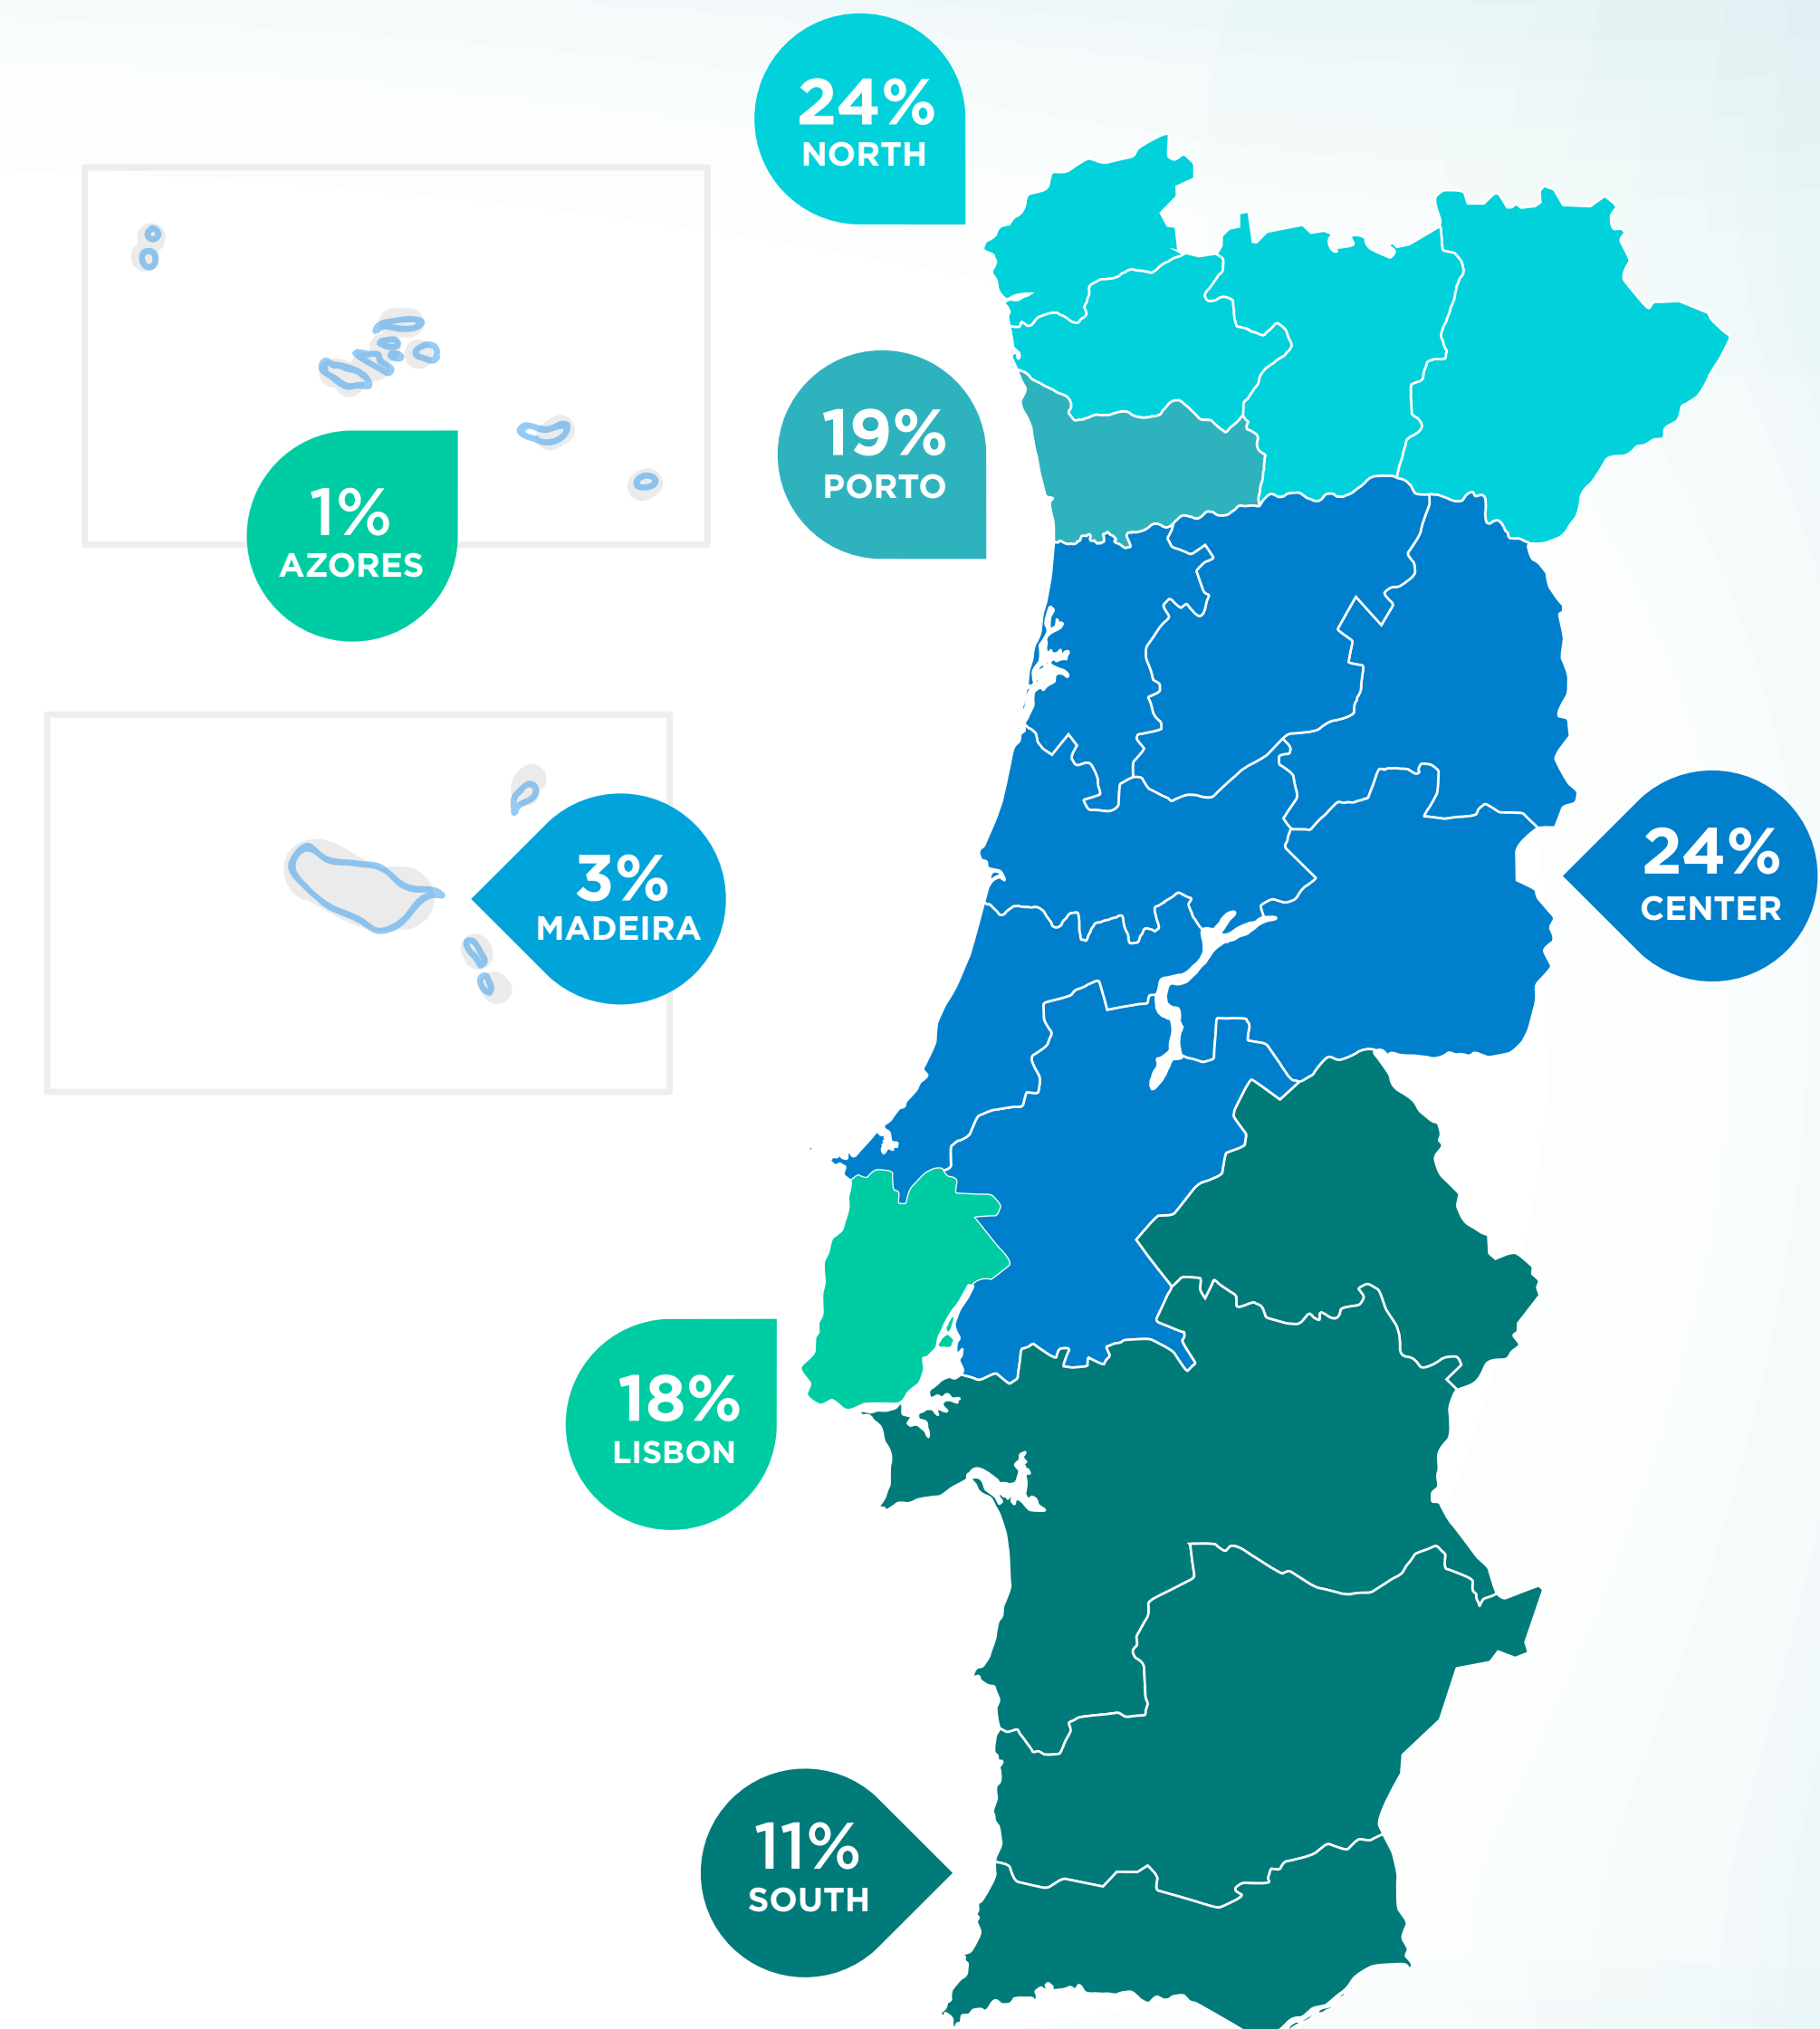 24%
NORTH
19%
PORTO
1%
AZORES
3%
MADEIRA
24%
CENTER
18%
LISBON
11%
SOUTH